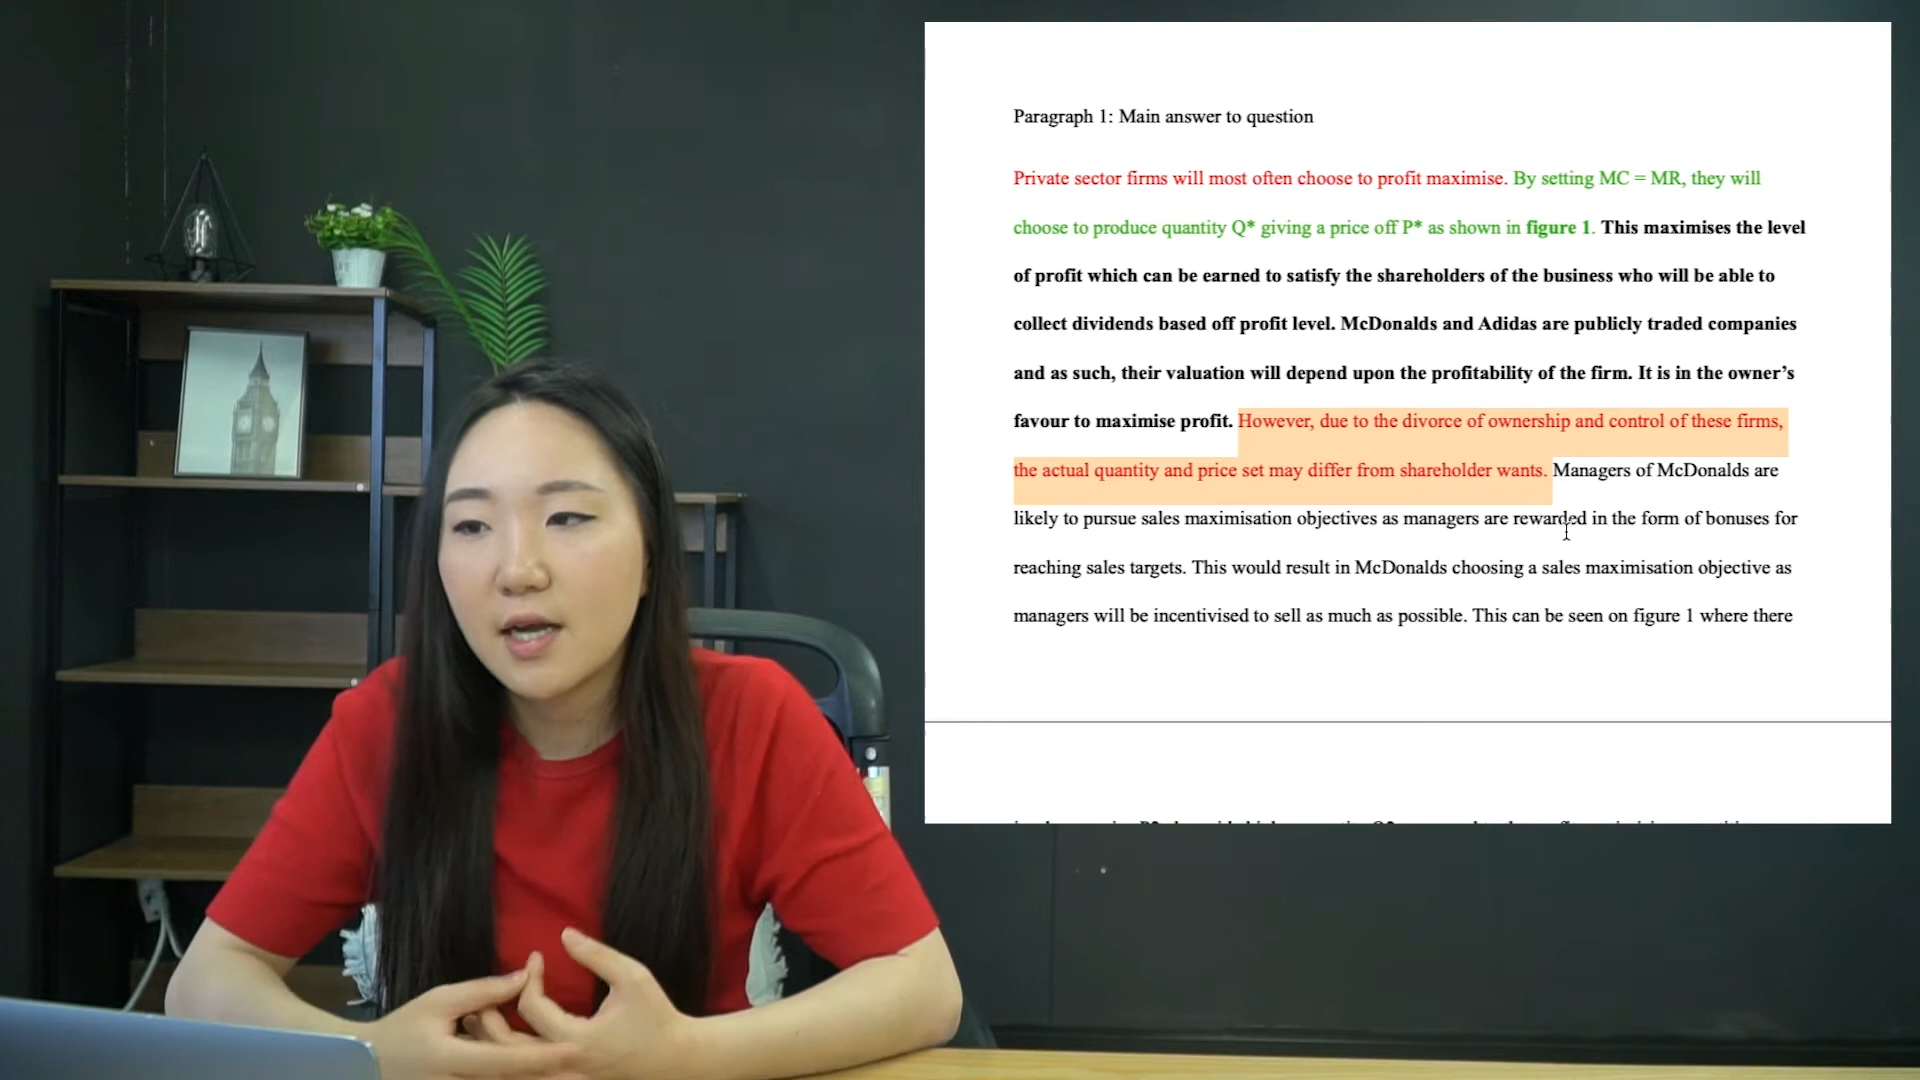 Paragraph 1: Main answer to question
Private sector firms will most often choose to profit maximise. By setting MC = MR, they will
choose to produce quantity Q* giving a price off P* as shown in figure 1. This maximises the level
of profit which can be earned to satisfy the shareholders of the business who will be able to
collect dividends based off profit level. McDonalds and Adidas are publicly traded companies
and as such, their valuation will depend upon the profitability of the firm. It is in the owner’s
favour to maximise profit. However, due to the divorce of ownership and control of these firms,
the actual quantity and price set may differ from shareholder wants. Managers of McDonalds are
likely to pursue sales maximisation objectives as managers are rewarded in the form of bonuses for
reaching sales targets. This would result in McDonalds choosing a sales maximisation objective as
managers will be incentivised to sell as much as possible. This can be seen on figure 1 where there